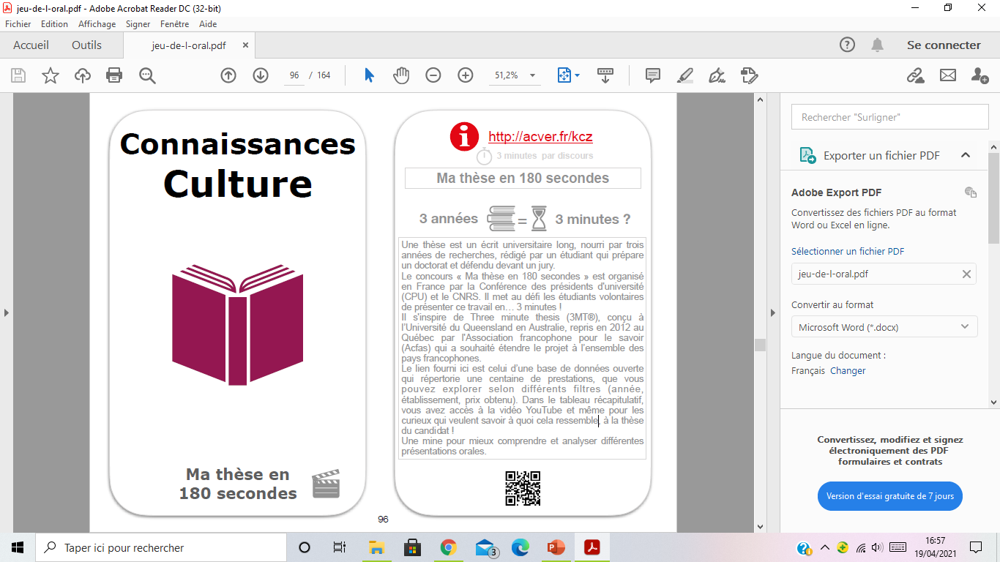 jeu-de-l-oral.pdf - Adobe Acrobat Reader DC (32-bit)
Fichier Edition Affichage Signer Fenêtre Aide
Accueil Outils jeu-de-l-oral.pdf × Se connecter
96 / 164 51,2%
Connaissances
Culture
Ma thèse en
180 secondes
http://acver.fr/kcz
3 minutes par discours
Ma thèse en 180 secondes
3 années = 3 minutes ?
Une thèse est un écrit universitaire long, nourri par trois
années de recherches, rédigé par un étudiant qui prépare
un doctorat et défendu devant un jury.
Le concours « Ma thèse en 180 secondes » est organisé
en France par la Conférence des présidents d'université
(CPU) et le CNRS. Il met au défi les étudiants volontaires
de présenter ce travail en… 3 minutes !
Il s'inspire de Three minute thesis (3MT®), conçu à
l'Université du Queensland en Australie, repris en 2012 au
Québec par l'Association francophone pour le savoir
(Acfas) qui a souhaité étendre le projet à l'ensemble des
pays francophones.
Le lien fourni ici est celui d'une base de données ouverte
qui répertorie une centaine de prestations, que vous
pouvez explorer selon différents filtres (année,
établissement, prix obtenu). Dans le tableau récapitulatif,
vous avez accès à la vidéo YouTube et même pour les
curieux qui veulent savoir à quoi cela ressemble, à la thèse
du candidat !
Une mine pour mieux comprendre et analyser différentes
présentations orales.
96
Rechercher "Surligner"
Exporter un fichier PDF
Adobe Export PDF
Convertissez des fichiers PDF au format
Word ou Excel en ligne.
Sélectionner un fichier PDF
jeu-de-l-oral.pdf
Convertir au format
Microsoft Word (*.docx)
Langue du document :
Français Changer
Convertissez, modifiez et signez
électroniquement des PDF
formulaires et contrats
Version d'essai gratuite de 7 jours
Taper ici pour rechercher
3
16:57
19/04/2021